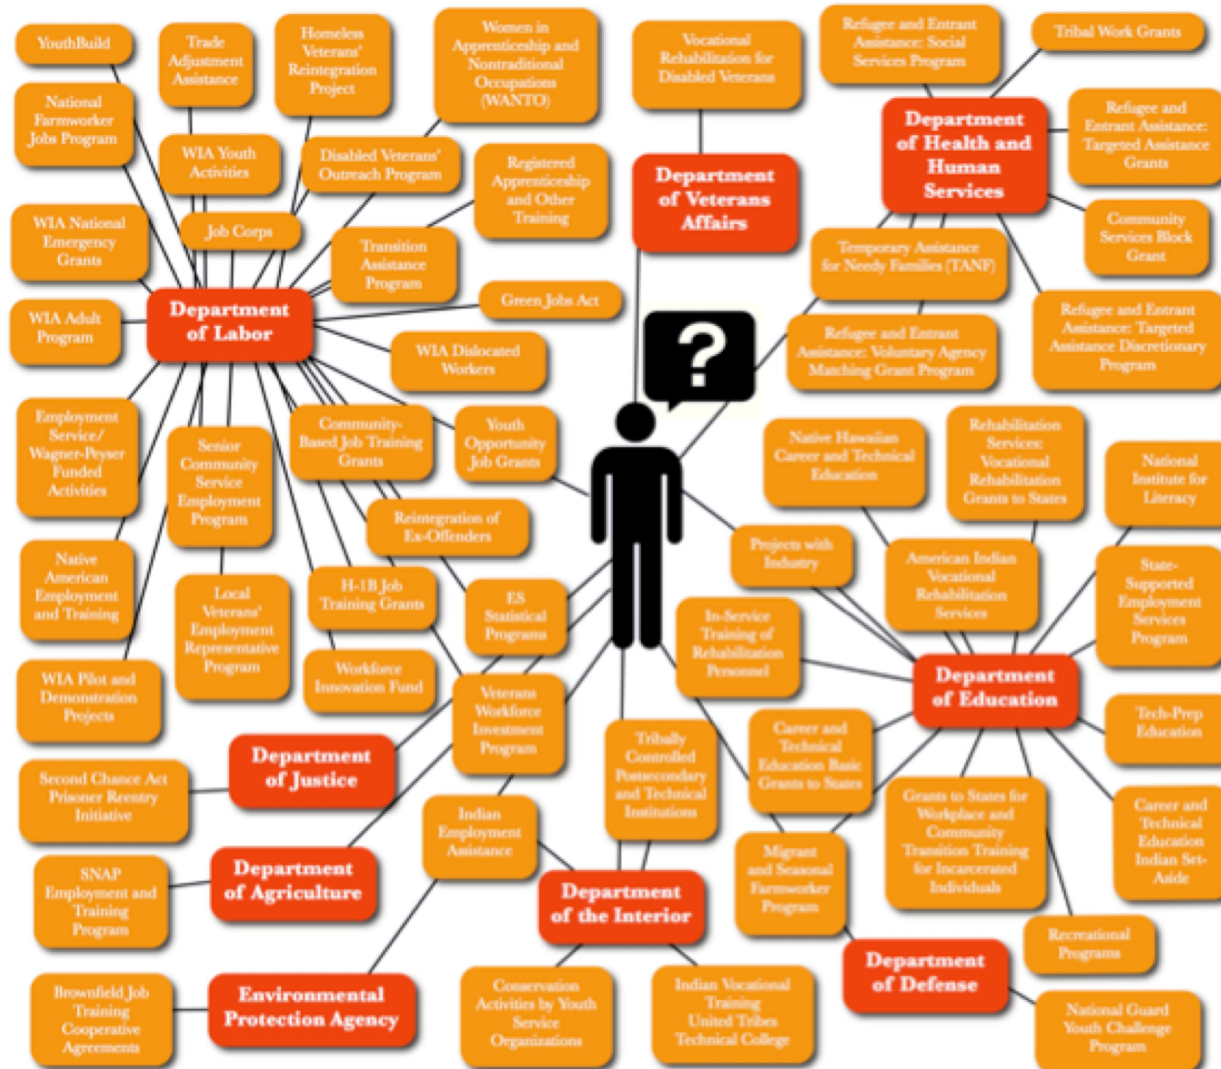 YouthBuild
Trade
Adjustment
Assistance
Homeless
Veterans'
Reintegration
Project
Women in
Apprenticeship and
Nontraditional
Occupations
(WANTO)
Vocational
Rehabilitation for
Disabled Veterans
Refugee and Entrant
Assistance: Social
Services Program
Tribal Work Grants
National
Farmworker
Jobs Program
WIA Youth
Activities
Disabled Veterans'
Outreach Program
Registered
Apprenticeship
and Other
Training
Department
of Veterans
Affairs
Department
of Health and
Human
Services
Refugee and
Entrant Assistance:
Targeted Assistance
Grants
WIA National
Emergency
Grants
Job Corps
Transition
Assistance
Program
Temporary Assistance
for Needy Families (TANF)
Community
Services Block
Grant
Department
of Labor
Green Jobs Act
WIA Adult
Program
WIA Dislocated
Workers
?
Refugee and Entrant
Assistance: Voluntary Agency
Matching Grant Program
Refugee and Entrant
Assistance: Targeted
Assistance Discretionary
Program
Employment
Service/
Wagner-Peyser
Funded
Activities
Senior
Community
Service
Employment
Program
Community-
Based Job Training
Grants
Youth
Opportunity
Job Grants
Native Hawaiian
Career and Technical
Education
Rehabilitation
Services:
Vocational
Rehabilitation
Grants to States
National
Institute for
Literacy
Reintegration of
Ex-Offenders
Projects with
Industry
American Indian
Vocational
Rehabilitation
Services
State-
Supported
Employment
Services
Program
Native
American
Employment
and Training
Local
Veterans'
Employment
Representative
Program
H-1B Job
Training Grants
ES
Statistical
Programs
In-Service
Training of
Rehabilitation
Personnel
Department
of Education
WIA Pilot and
Demonstration
Projects
Workforce
Innovation Fund
Veterans
Workforce
Investment
Program
Tribally
Controlled
Postsecondary
and Technical
Institutions
Career and
Technical
Education Basic
Grants to States
Tech-Prep
Education
Second Chance Act
Prisoner Reentry
Initiative
Department
of Justice
Indian
Employment
Assistance
Grants to States for
Workplace and
Community
Transition Training
for Incarcerated
Individuals
Career and
Technical
Education
Indian Set-
Aside
SNAP
Employment and
Training
Program
Department
of Agriculture
Department
of the Interior
Migrant
and Seasonal
Farmworker
Program
Recreational
Programs
Brownfield Job
Training
Cooperative
Agreements
Environmental
Protection Agency
Conservation
Activities by Youth
Service
Organizations
Indian Vocational
Training
United Tribes
Technical College
Department
of Defense
National Guard
Youth Challenge
Program